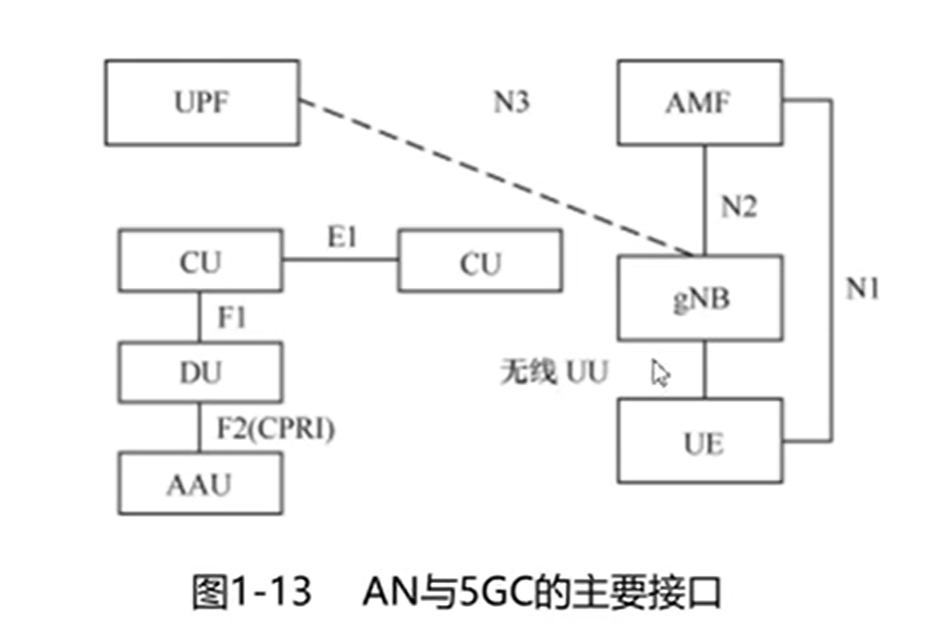 UPF
N3
AMF
N2
CU
E1
CU
gNB
N1
F1
DU
无线 UU
F2(CPRI)
UE
AAU
图1-13 AN与5GC的主要接口